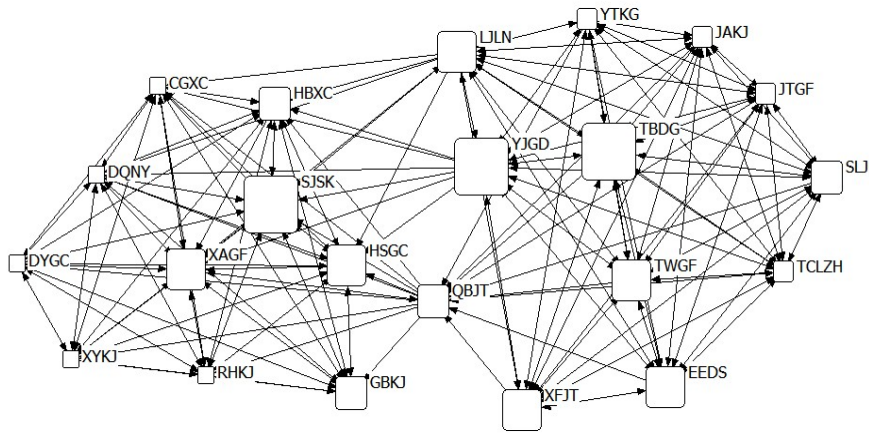 YTKG
LJLN
JAKJ
CGXC
HBXC
JTGF
TBDG
YJGD
DQNY
SJSK
SLJ
HSGC
XAGF
DYGC
TWGF
TCLZH
QBJT
XYKJ
RHKJ
GBKJ
EEDS
XFJT